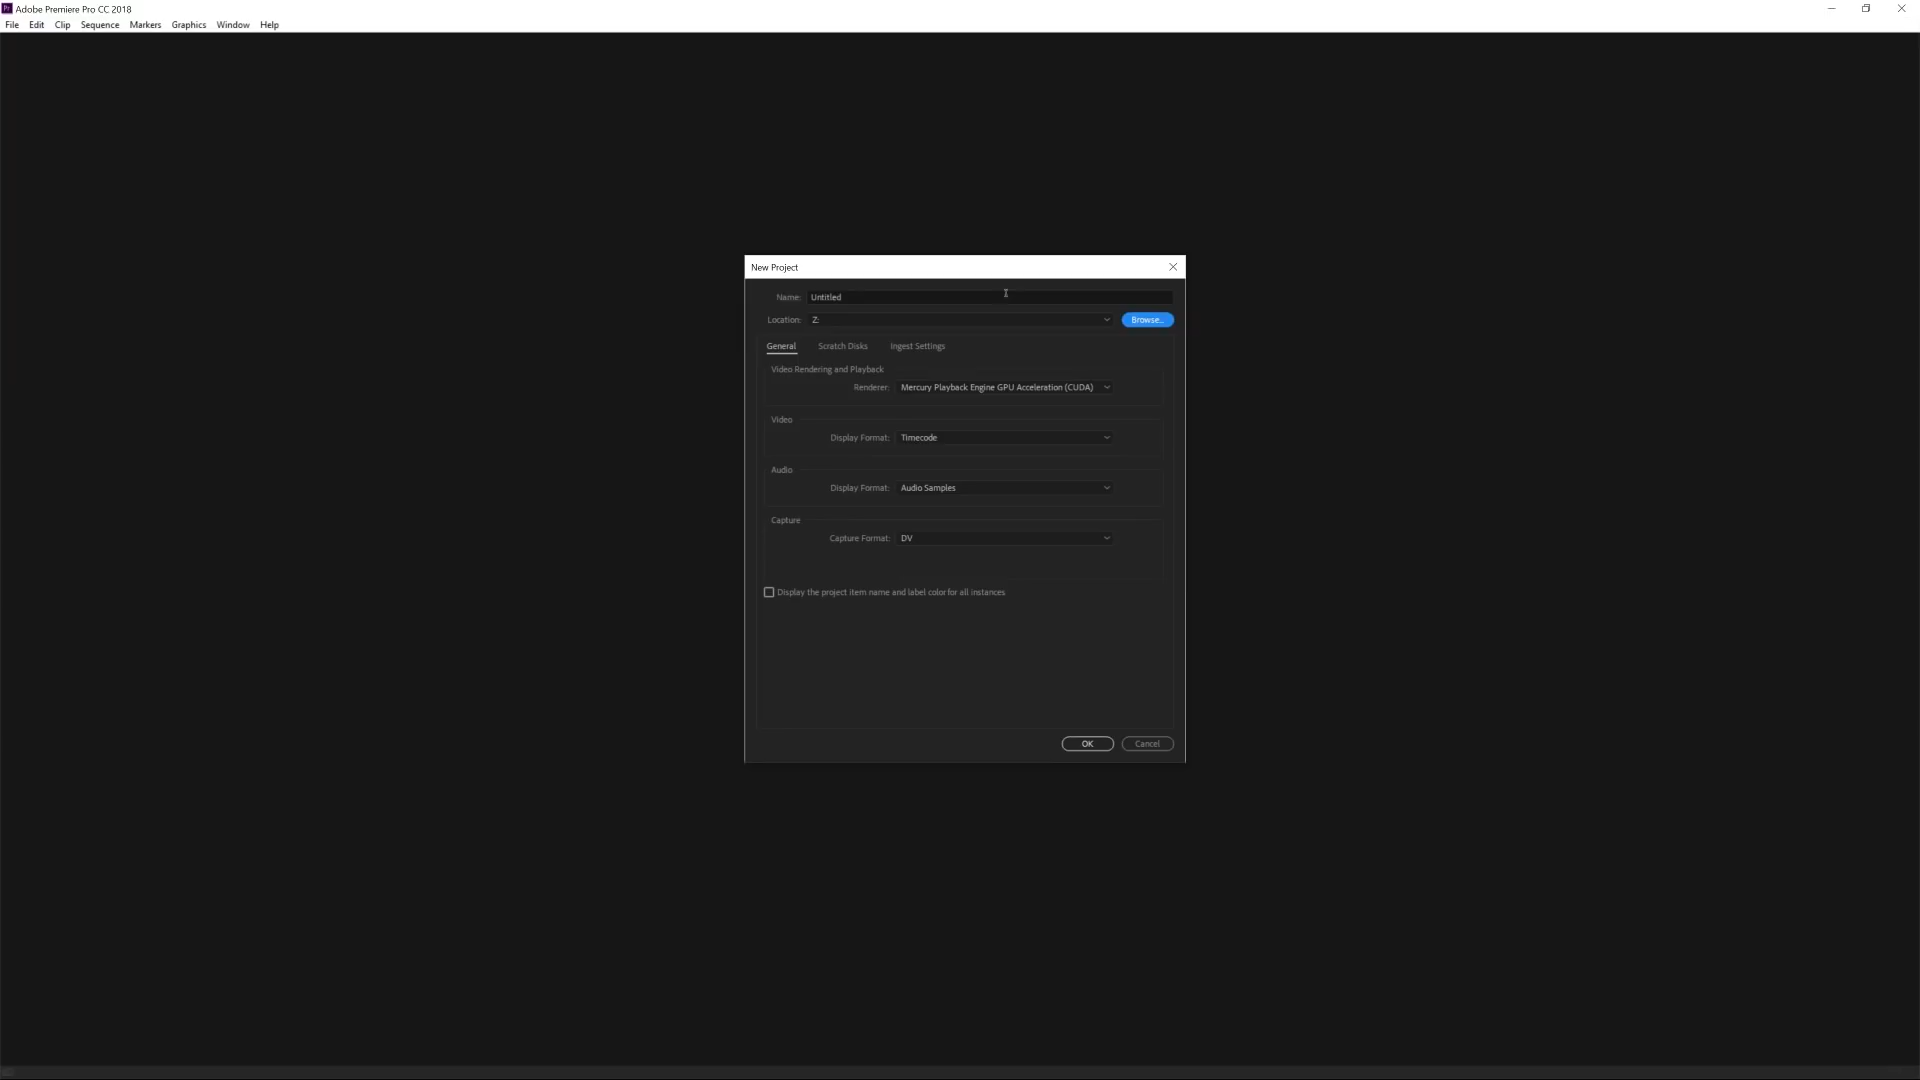 Adobe Premiere Pro CC 2018
File Edit Clip Sequence Markers Graphics Window Help
New Project
Name: Untitled
Location: Z: Browse...
General Scratch Disks Ingest Settings
Video Rendering and Playback
Renderer: Mercury Playback Engine GPU Acceleration (CUDA)
Video
Display Format: Timecode
Audio
Display Format: Audio Samples
Capture
Capture Format: DV
Display the project item name and label color for all instances
OK Cancel